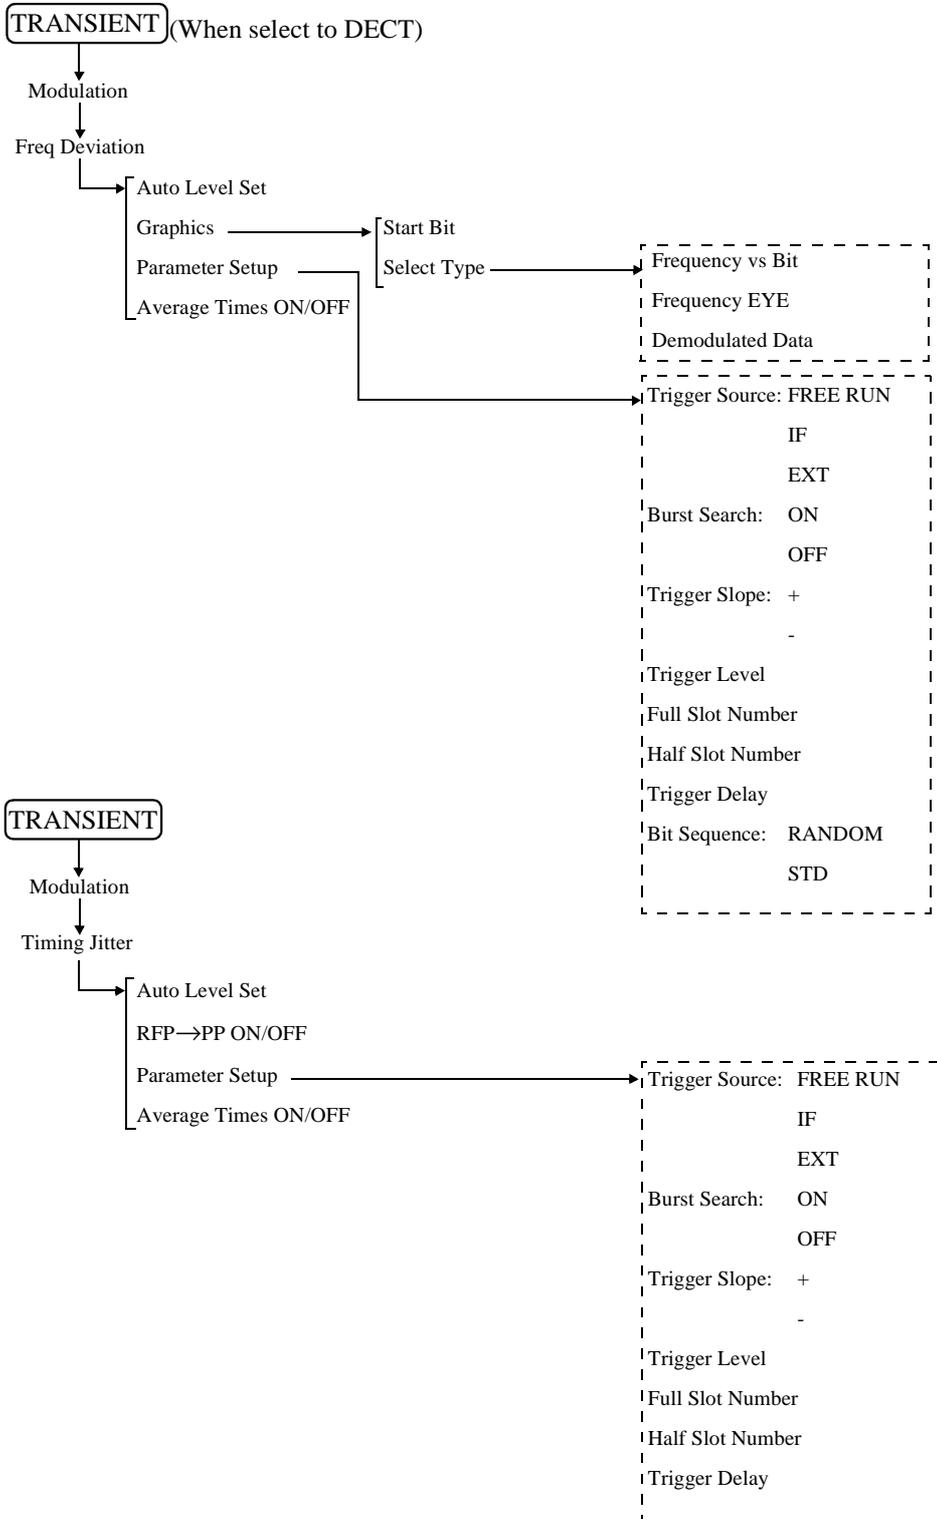 TRANSIENT (When select to DECT)
Modulation
Freq Deviation
Auto Level Set
Graphics
Parameter Setup
Average Times ON/OFF
Start Bit
Select Type
Frequency vs Bit
Frequency EYE
Demodulated Data
Trigger Source: FREE RUN
IF
EXT
Burst Search: ON
OFF
Trigger Slope: +
-
Trigger Level
Full Slot Number
Half Slot Number
Trigger Delay
Bit Sequence: RANDOM
STD
TRANSIENT
Modulation
Timing Jitter
Auto Level Set
RFP→PP ON/OFF
Parameter Setup
Average Times ON/OFF
Trigger Source: FREE RUN
IF
EXT
Burst Search: ON
OFF
Trigger Slope: +
-
Trigger Level
Full Slot Number
Half Slot Number
Trigger Delay